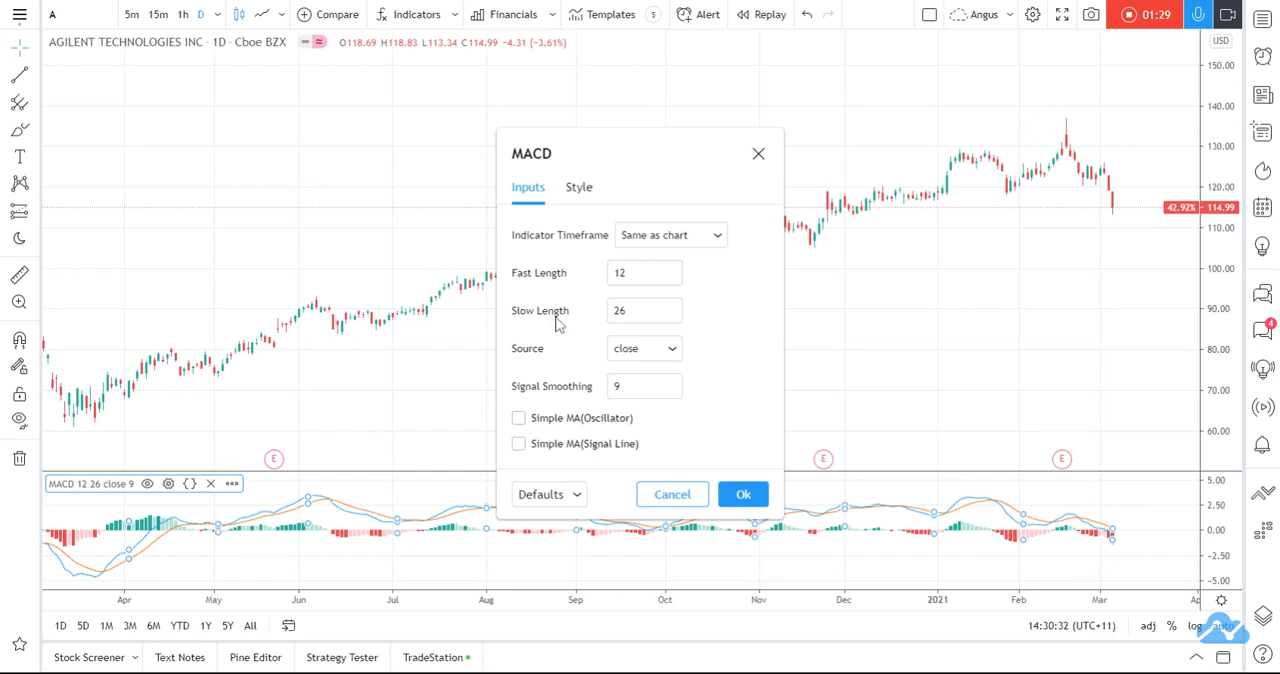 A 5m 15m 1h D Compare Indicators Financials Templates S Alert Replay Angus 01:29
AGILENT TECHNOLOGIES INC · 1D · Cboe BZX O118.69 H118.83 L113.34 C114.99 -4.31 (-3.61%) USD
150.00
140.00
130.00
120.00
42.92% 114.99
110.00
100.00
90.00
80.00
70.00
60.00
MACD
Inputs Style
Indicator Timeframe Same as chart
Fast Length 12
Slow Length 26
Source close
Signal Smoothing 9
Simple MA(Oscillator)
Simple MA(Signal Line)
Defaults Cancel Ok
E E E
4
MACD 12 26 close 9
5.00
2.50
0.00
-2.50
-5.00
Apr May Jun Jul Aug Sep Oct Nov Dec 2021 Feb Mar Ap
1D 5D 1M 3M 6M YTD 1Y 5Y All 14:30:32 (UTC+11) adj % log auto
Stock Screener Text Notes Pine Editor Strategy Tester TradeStation